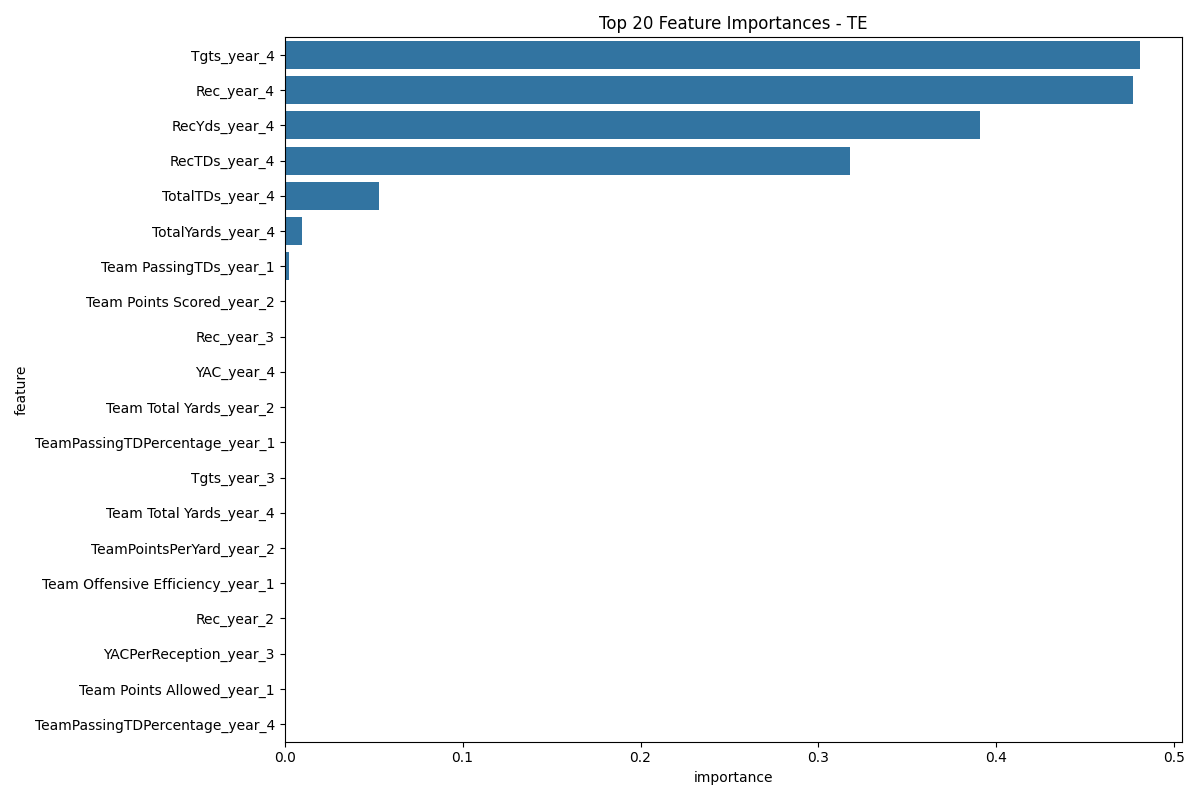 Top 20 Feature Importances - TE
Tgts_year_4
Rec_year_4
RecYds_year_4
RecTDs_year_4
TotalTDs_year_4
TotalYards_year_4
Team PassingTDs_year_1
Team Points Scored_year_2
Rec_year_3
YAC_year_4
Team Total Yards_year_2
TeamPassingTDPercentage_year_1
Tgts_year_3
Team Total Yards_year_4
TeamPointsPerYard_year_2
Team Offensive Efficiency_year_1
Rec_year_2
YACPerReception_year_3
Team Points Allowed_year_1
TeamPassingTDPercentage_year_4
feature
0.0 0.1 0.2 0.3 0.4 0.5
importance